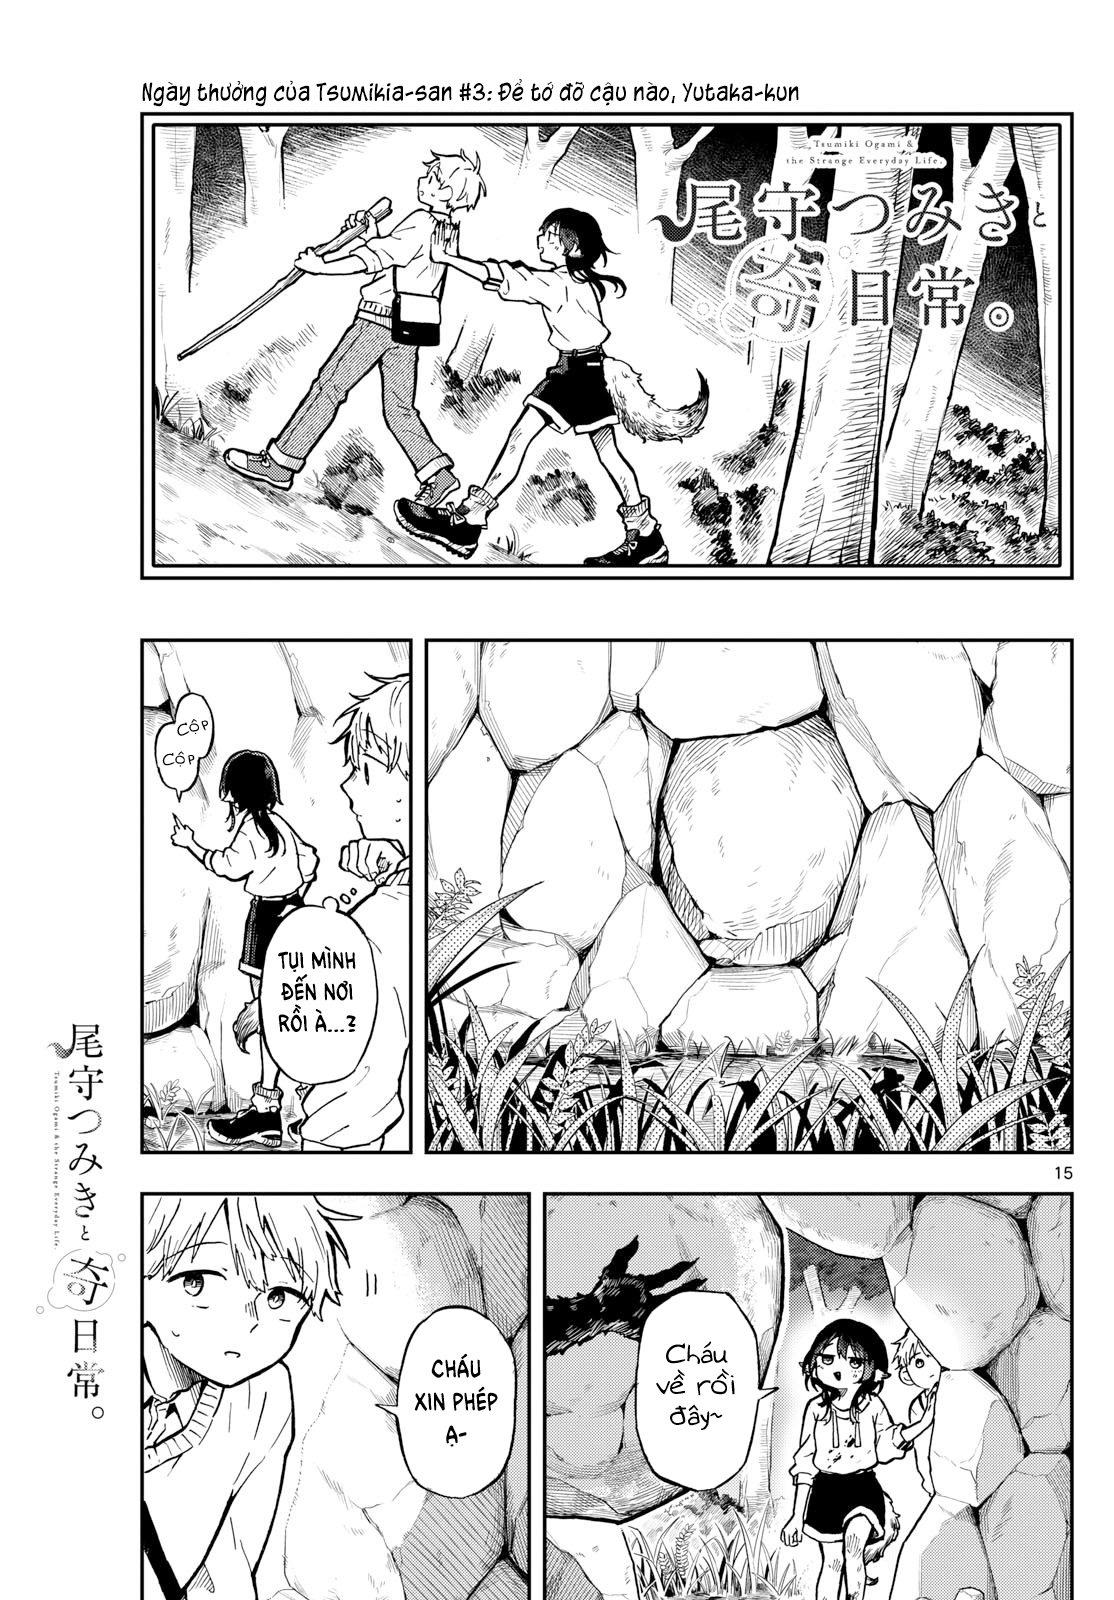 Ngày thưởng của Tsumikia-san #3: Để tớ đỡ cậu nào, Yutaka-kun
Tsumiki Ogami &
the Strange Everyday Life.
尾守つみきと
奇日常。
CỘP
CỘP
TỤI MÌNH
ĐẾN NƠI
RỒI À...?
15
Cháu
về rồi
đây~
CHÁU
XIN PHÉP
Ạ-
尾守つみきと奇日常。
Tsumiki Ogami & the Strange Everyday Life.